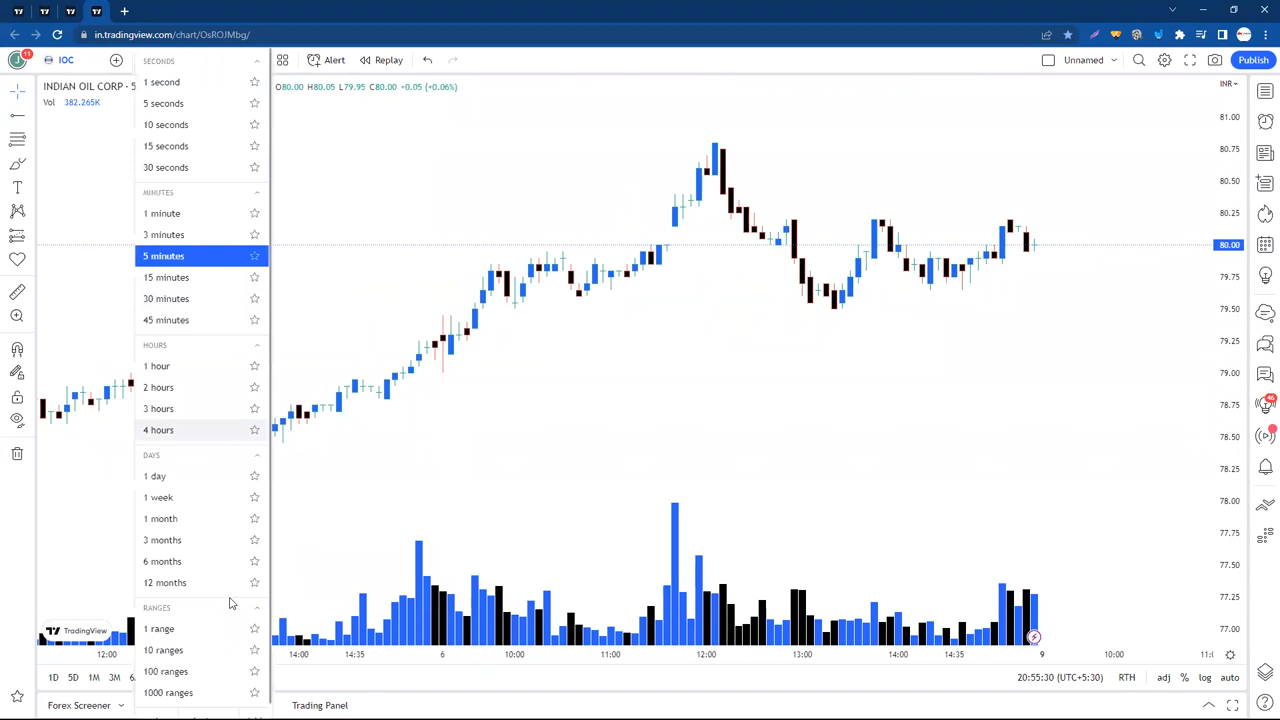 in.tradingview.com/chart/OsROJMbg/
11
J
IOC
Alert
Replay
Unnamed
Publish
INDIAN OIL CORP · 5
O80.00 H80.05 L79.95 C80.00 +0.05 (+0.06%)
Vol 382.265K
INR
SECONDS
1 second
5 seconds
10 seconds
15 seconds
30 seconds
MINUTES
1 minute
3 minutes
5 minutes
15 minutes
30 minutes
45 minutes
HOURS
1 hour
2 hours
3 hours
4 hours
DAYS
1 day
1 week
1 month
3 months
6 months
12 months
RANGES
1 range
10 ranges
100 ranges
1000 ranges
81.00
80.75
80.50
80.25
80.00
79.75
79.50
79.25
79.00
78.75
78.50
78.25
78.00
77.75
77.50
77.25
77.00
46
TradingView
12:00 14:00 14:35 6 10:00 11:00 12:00 13:00 14:00 14:35 9 10:00
1D 5D 1M 3M
20:55:30 (UTC+5:30) RTH adj % log auto
Forex Screener
Trading Panel